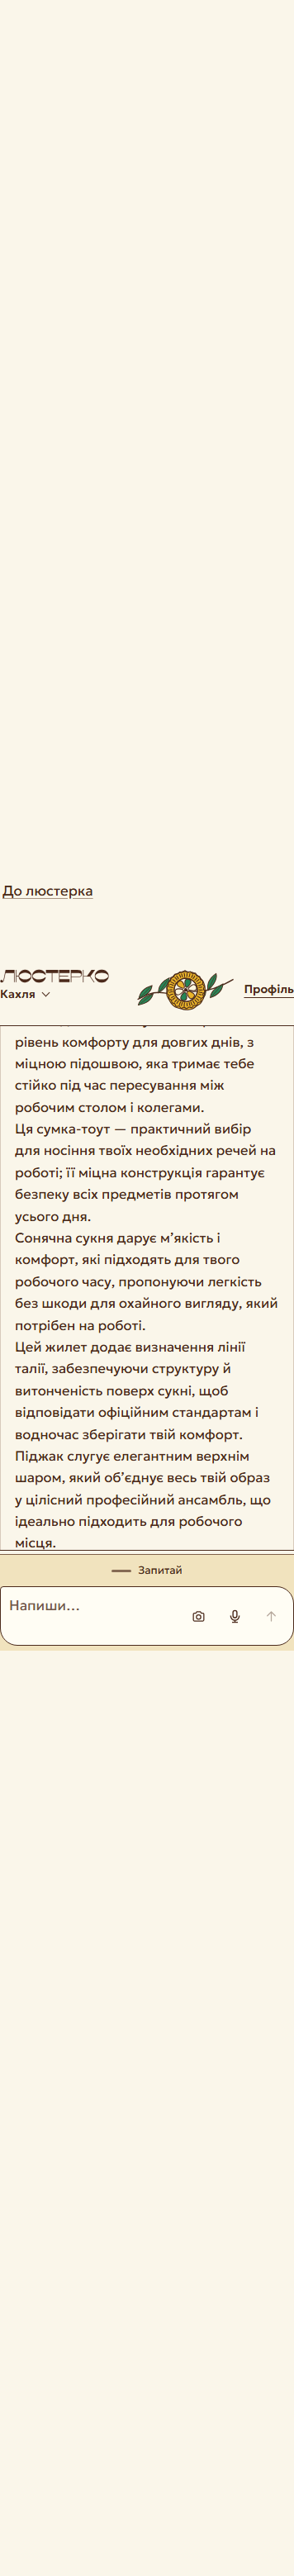 До люстерка
ЛЮСТЕРКО
Кахля
Профіль
рівень комфорту для довгих днів, з
міцною підошвою, яка тримає тебе
стійко під час пересування між
робочим столом і колегами.
Ця сумка-тоут — практичний вибір
для носіння твоїх необхідних речей на
роботі; її міцна конструкція гарантує
безпеку всіх предметів протягом
усього дня.
Сонячна сукня дарує м’якість і
комфорт, які підходять для твого
робочого часу, пропонуючи легкість
без шкоди для охайного вигляду, який
потрібен на роботі.
Цей жилет додає визначення лінії
талії, забезпечуючи структуру й
витонченість поверх сукні, щоб
відповідати офіційним стандартам і
водночас зберігати твій комфорт.
Піджак слугує елегантним верхнім
шаром, який об’єднує весь твій образ
у цілісний професійний ансамбль, що
ідеально підходить для робочого
місця.
Запитай
Напиши...